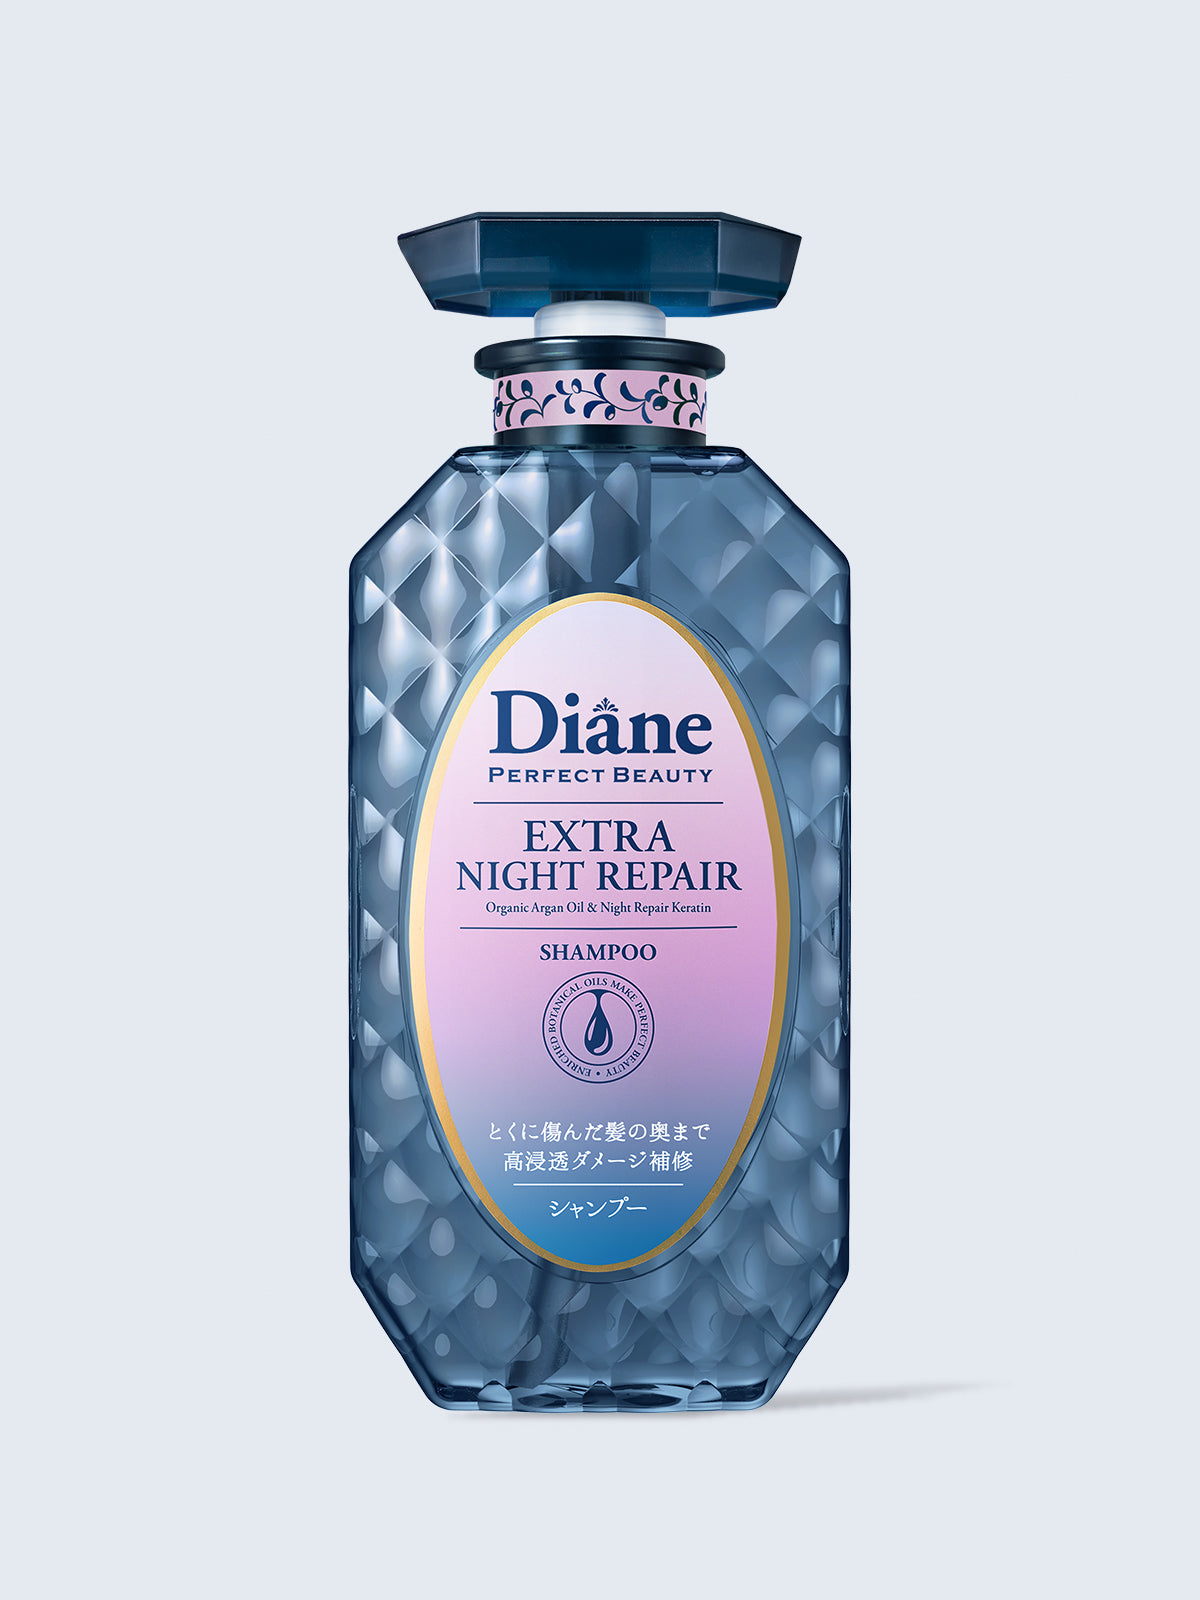 Diane
PERFECT BEAUTY
EXTRA
NIGHT REPAIR
Organic Argan Oil & Night Repair Keratin
SHAMPOO
ENRICHED BOTANICAL OILS MAKE PERFECT BEAUTY •
とくに傷んだ髪の奥まで
高浸透ダメージ補修
シャンプー